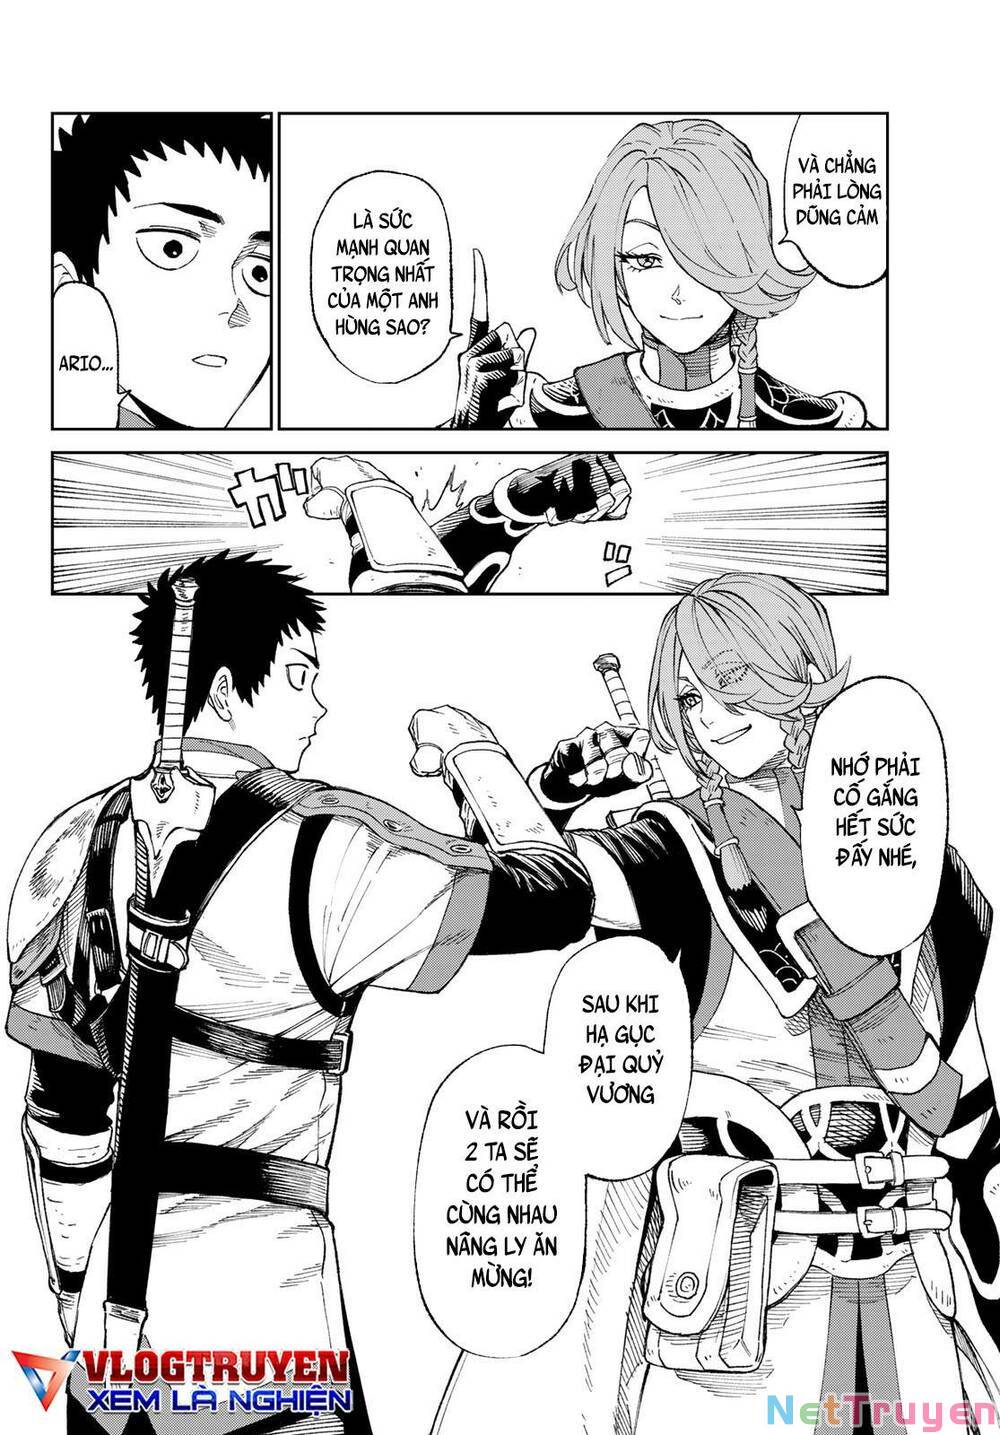 VÀ CHẲNG
PHẢI LÒNG
DŨNG CẢM
LÀ SỨC
MẠNH QUAN
TRỌNG NHẤT
CỦA MỘT ANH
HÙNG SAO?
ARIO...
ガッ
NHỚ PHẢI
CỐ GẮNG
HẾT SỨC
ĐẤY NHÉ,
SAU KHI
HẠ GỤC
ĐẠI QUỶ
VƯƠNG
VÀ RỒI
2 TA SẼ
CÓ THỂ
CÙNG NHAU
NÂNG LY ĂN
MỪNG!
VLOGTRUYEN
XEM LÀ NGHIỆN
NetTruyen